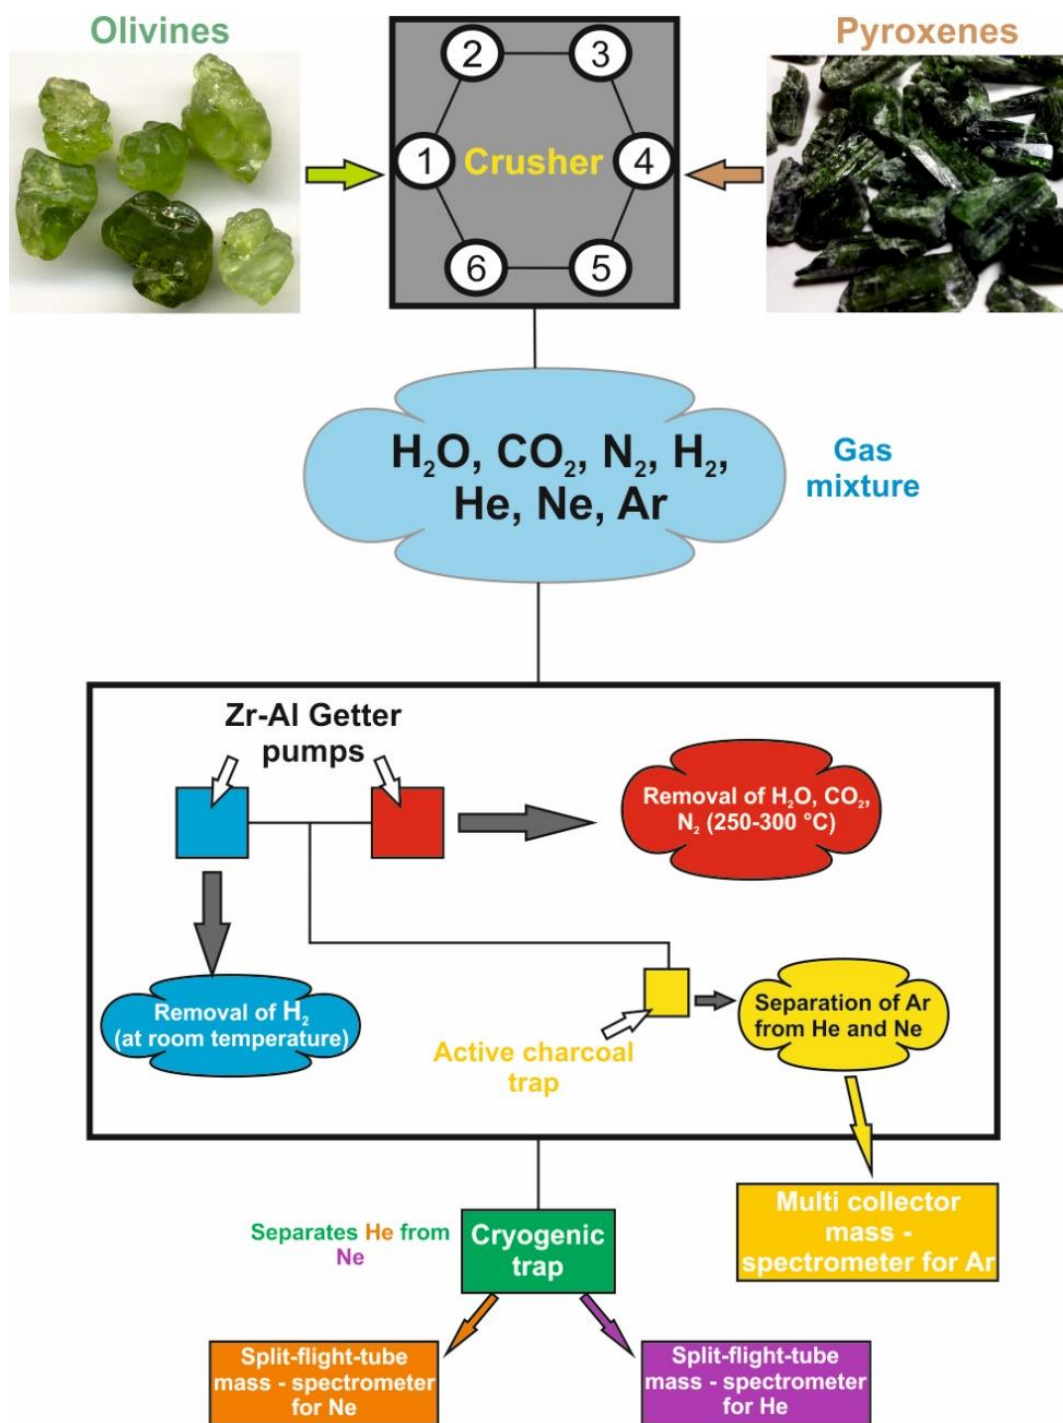 Olivines
Pyroxenes
2
3
1
Crusher
4
6
5
H₂O, CO₂, N₂, H₂,
He, Ne, Ar
Gas
mixture
Zr-Al Getter
pumps
Removal of H₂O, CO₂,
N₂ (250-300 °C)
Removal of H₂
(at room temperature)
Separation of Ar
from He and Ne
Active charcoal
trap
Multi collector
mass -
spectrometer for Ar
Separates He from
Ne
Cryogenic
trap
Split-flight-tube
mass - spectrometer
for Ne
Split-flight-tube
mass - spectrometer
for He